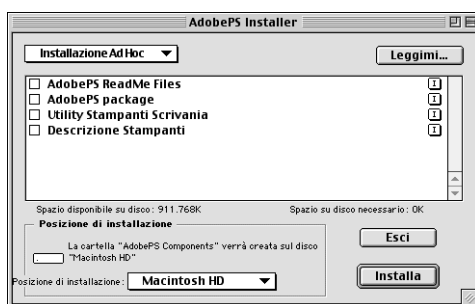 AdobePS Installer
Installazione Ad Hoc
Leggimi...
AdobePS ReadMe Files
AdobePS package
Utility Stampanti Scrivania
Descrizione Stampanti
Spazio disponibile su disco: 911.768K Spazio su disco necessario: 0K
Posizione di installazione
La cartella "AdobePS Components" verrà creata sul disco
"Macintosh HD"
Posizione di installazione: Macintosh HD
Esci
Installa